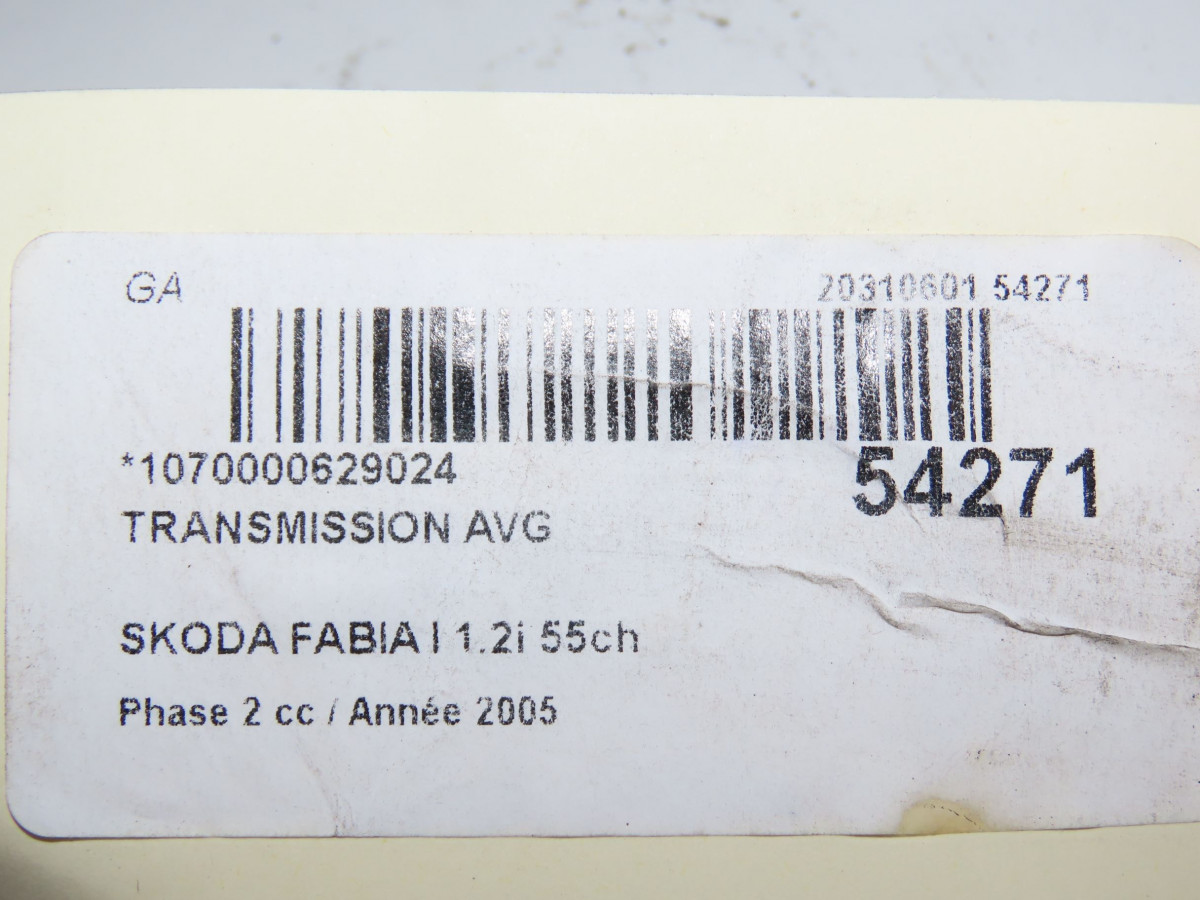 GA
20310601 54271
*1070000629024
54271
TRANSMISSION AVG
SKODA FABIA I 1.2i 55ch
Phase 2 cc / Année 2005